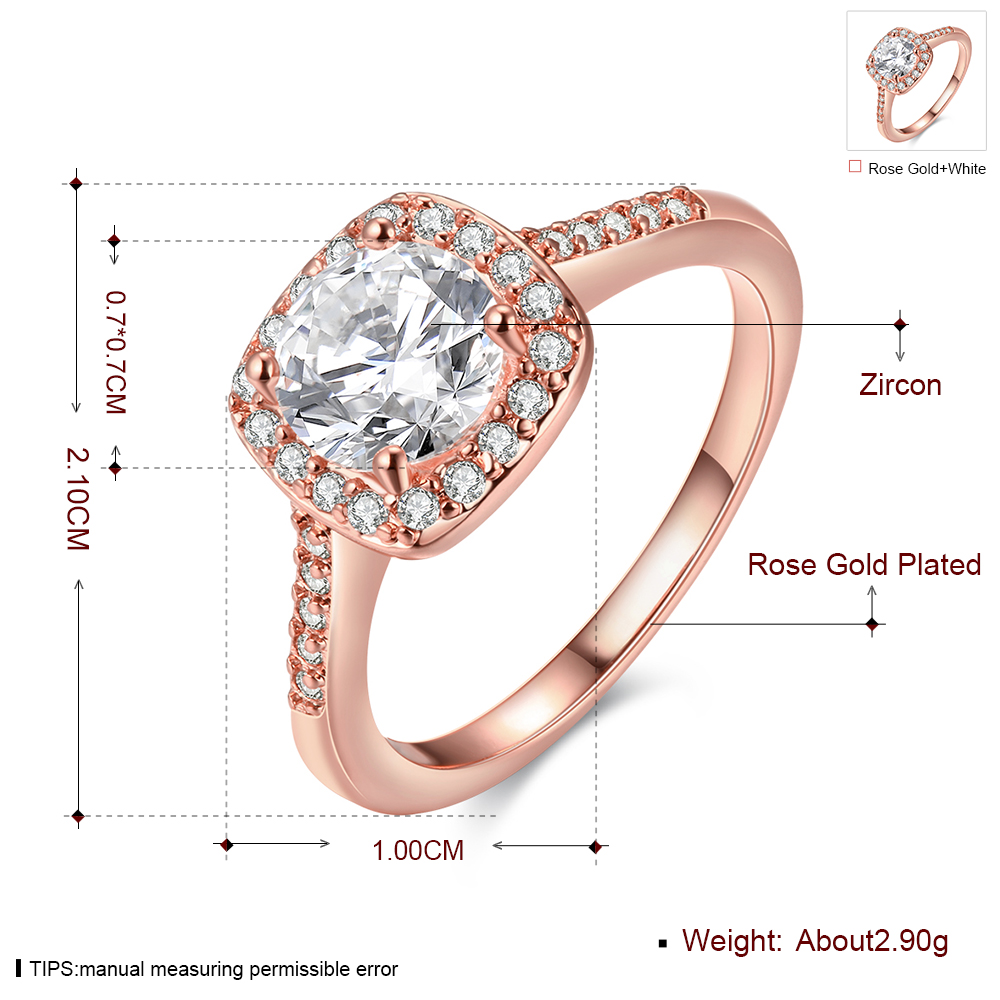 Rose Gold+White
0.7*0.7CM
2.10CM
Zircon
Rose Gold Plated
1.00CM
Weight: About2.90g
TIPS:manual measuring permissible error